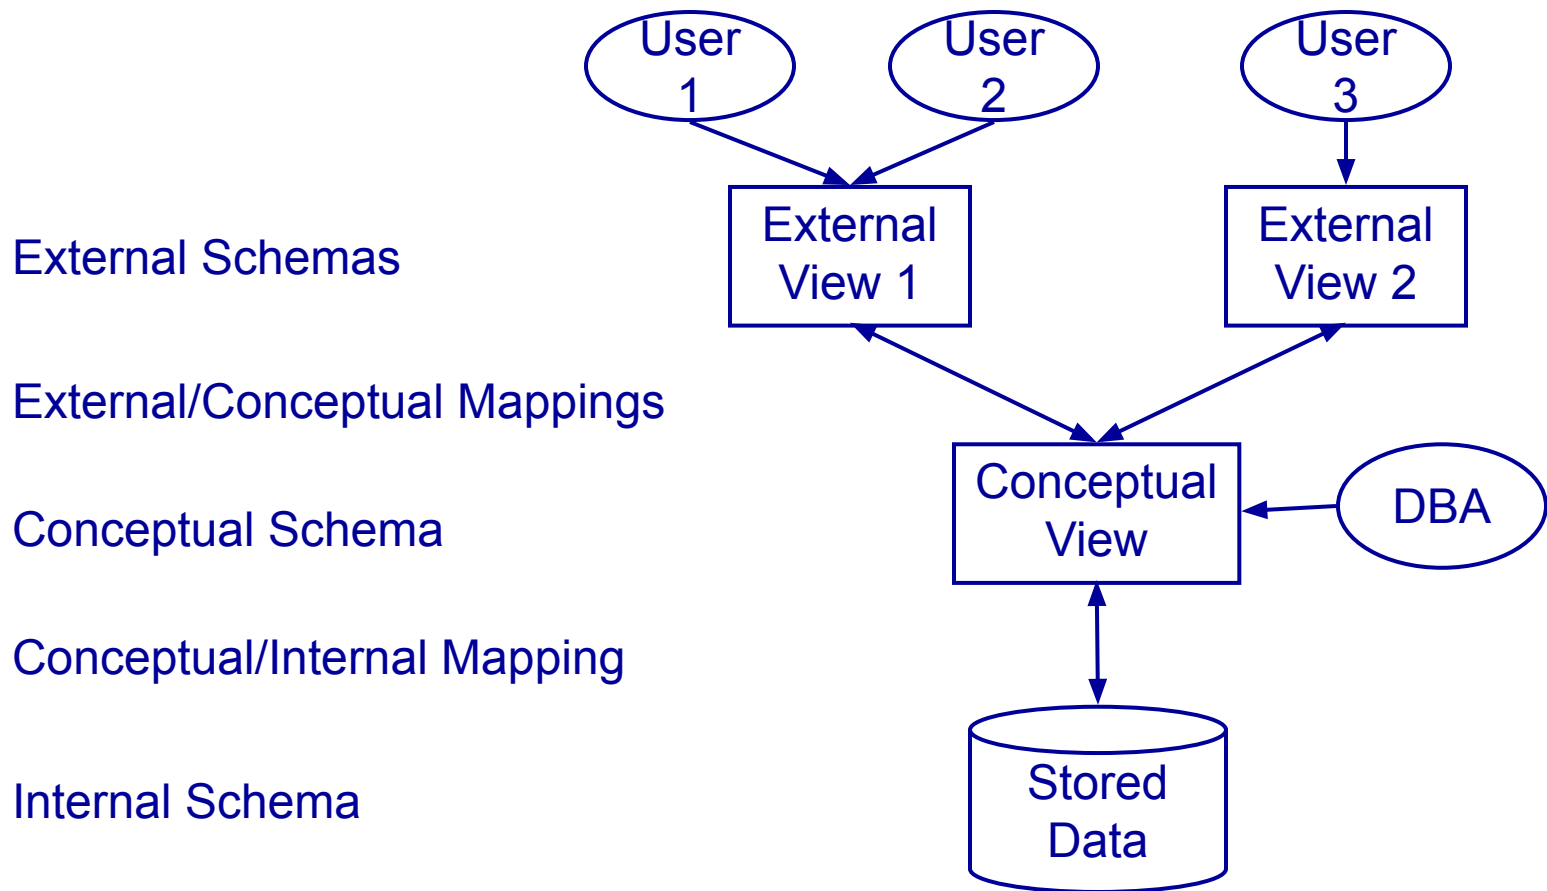 User
1
User
2
User
3
External
View 1
External
View 2
External Schemas
External/Conceptual Mappings
Conceptual
View
DBA
Conceptual Schema
Conceptual/Internal Mapping
Stored
Data
Internal Schema